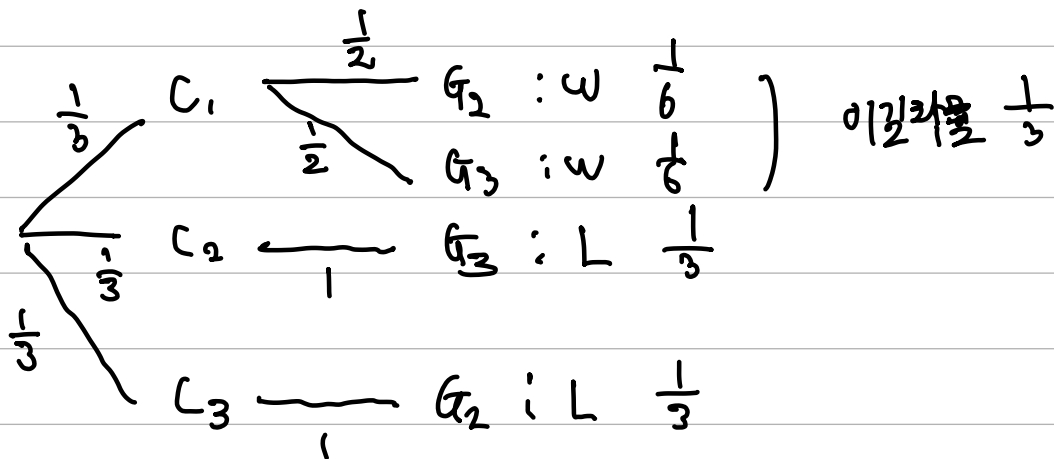 1/3 C₁ 1/2 G₂ : W 1/6
1/2 G₃ : W 1/6 이길확률 1/3
1/3 C₂ 1 G₃ : L 1/3
1/3 C₃ 1 G₂ : L 1/3